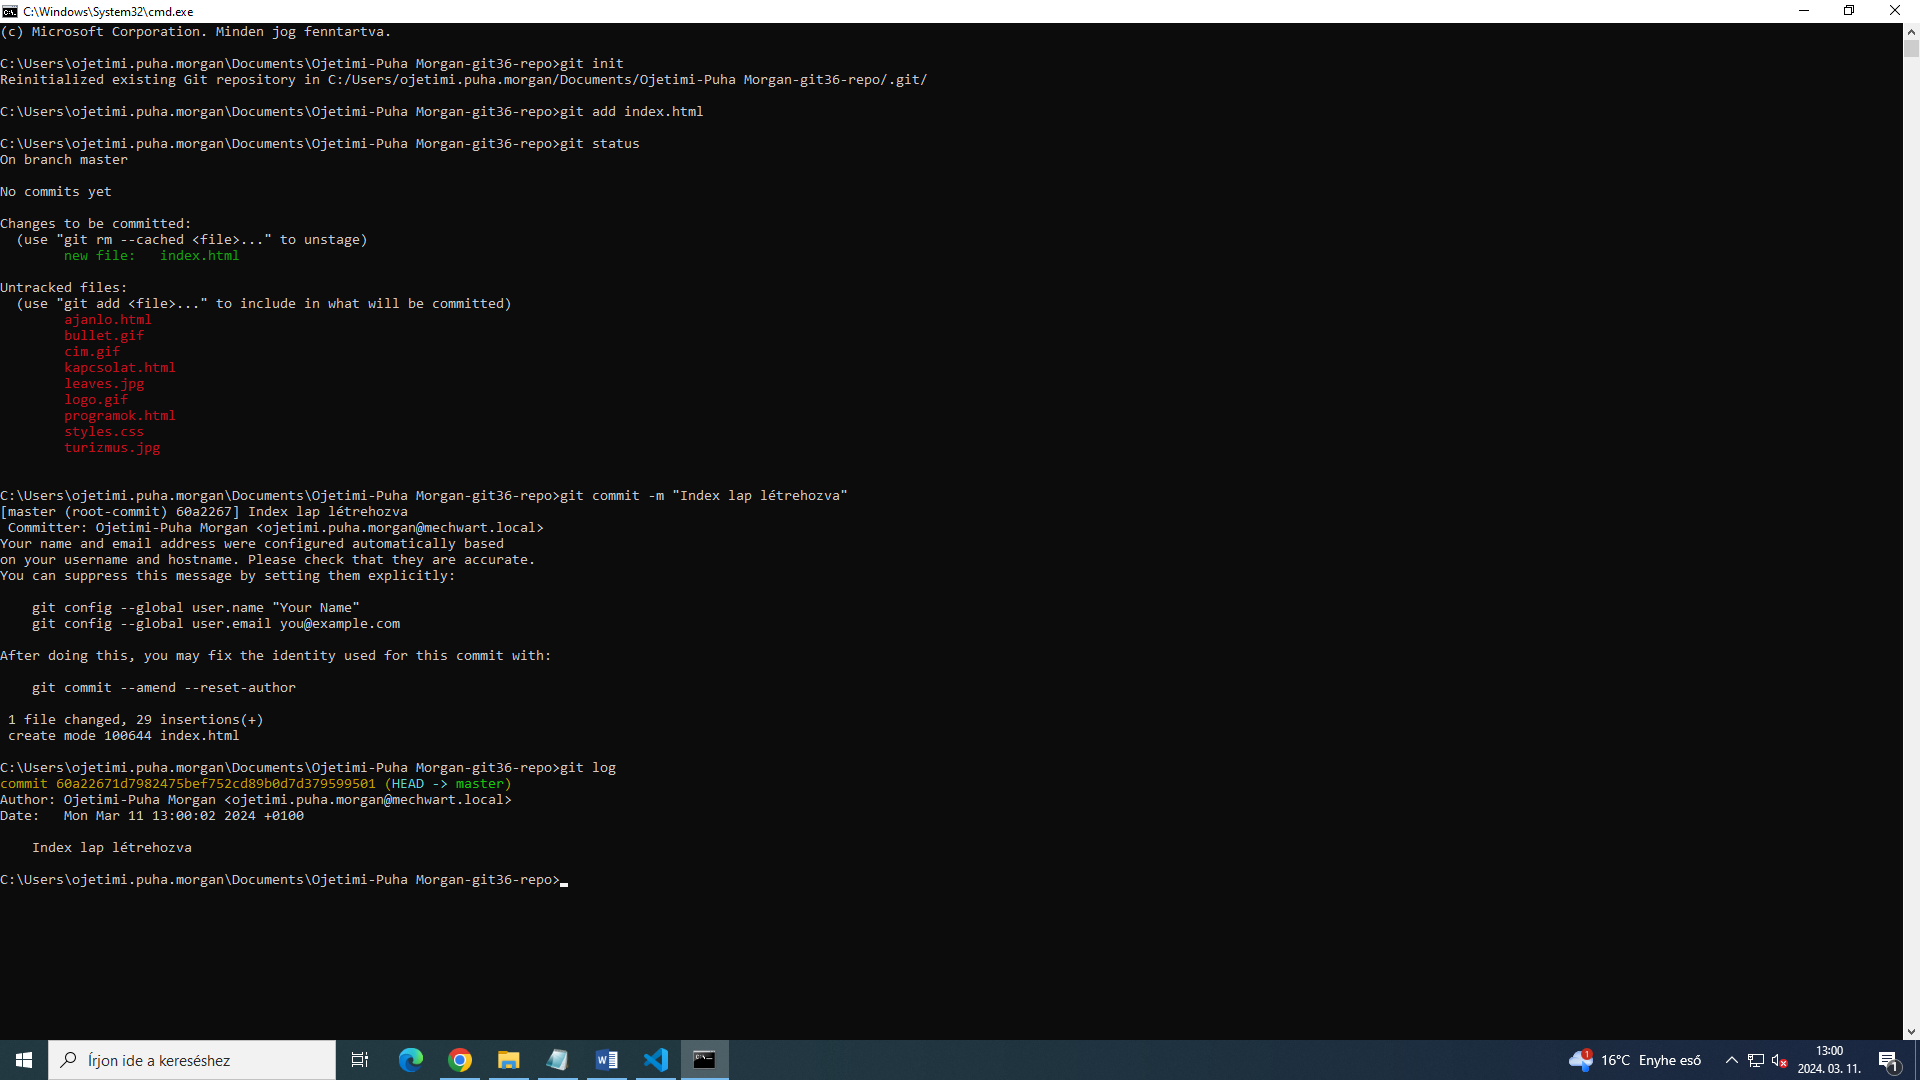 C:\Windows\System32\cmd.exe
(c) Microsoft Corporation. Minden jog fenntartva.
C:\Users\ojetimi.puha.morgan\Documents\Ojetimi-Puha Morgan-git36-repo>git init
Reinitialized existing Git repository in C:/Users/ojetimi.puha.morgan/Documents/Ojetimi-Puha Morgan-git36-repo/.git/
C:\Users\ojetimi.puha.morgan\Documents\Ojetimi-Puha Morgan-git36-repo>git add index.html
C:\Users\ojetimi.puha.morgan\Documents\Ojetimi-Puha Morgan-git36-repo>git status
On branch master
No commits yet
Changes to be committed:
  (use "git rm --cached <file>..." to unstage)
        new file:   index.html
Untracked files:
  (use "git add <file>..." to include in what will be committed)
        ajanlo.html
        bullet.gif
        cim.gif
        kapcsolat.html
        leaves.jpg
        logo.gif
        programok.html
        styles.css
        turizmus.jpg
C:\Users\ojetimi.puha.morgan\Documents\Ojetimi-Puha Morgan-git36-repo>git commit -m "Index lap létrehozva"
[master (root-commit) 60a2267] Index lap létrehozva
 Committer: Ojetimi-Puha Morgan <ojetimi.puha.morgan@mechwart.local>
Your name and email address were configured automatically based
on your username and hostname. Please check that they are accurate.
You can suppress this message by setting them explicitly:
    git config --global user.name "Your Name"
    git config --global user.email you@example.com
After doing this, you may fix the identity used for this commit with:
    git commit --amend --reset-author
 1 file changed, 29 insertions(+)
 create mode 100644 index.html
C:\Users\ojetimi.puha.morgan\Documents\Ojetimi-Puha Morgan-git36-repo>git log
commit 60a22671d7982475bef752cd89b0d7d379599501 (HEAD -> master)
Author: Ojetimi-Puha Morgan <ojetimi.puha.morgan@mechwart.local>
Date:   Mon Mar 11 13:00:02 2024 +0100
    Index lap létrehozva
C:\Users\ojetimi.puha.morgan\Documents\Ojetimi-Puha Morgan-git36-repo>
Írjon ide a kereséshez
1
16°C Enyhe eső
13:00
2024. 03. 11.
1